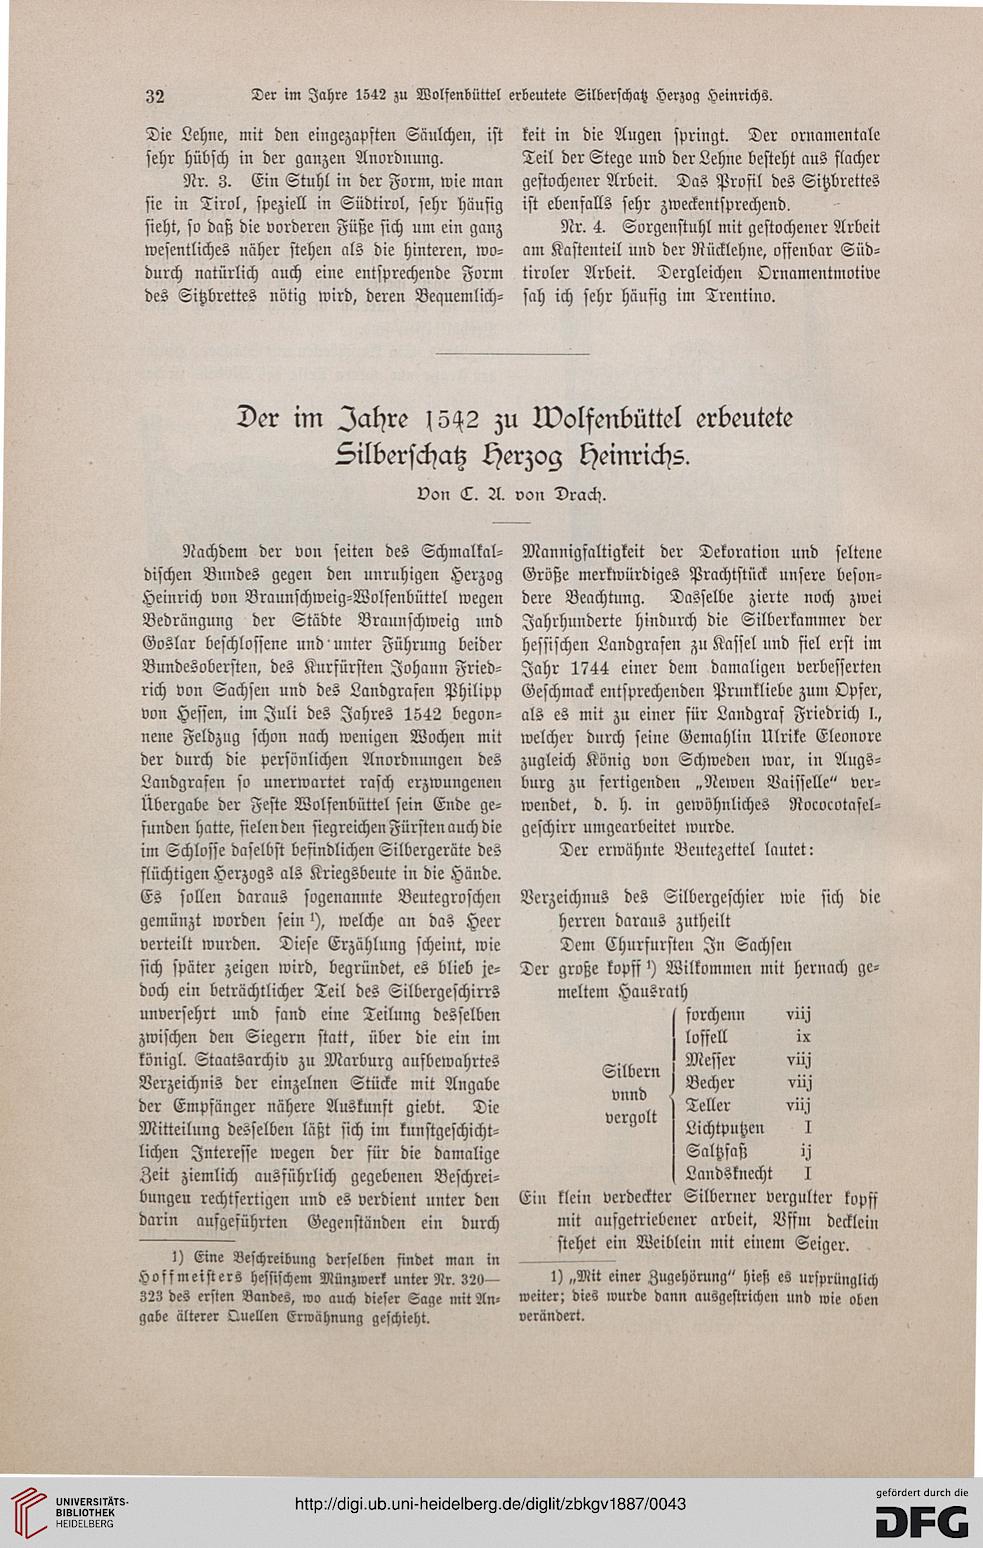 32
Der im Jahre 1542 zu Wolfenbüttel erbeutete Silberschatz Herzog Heinrichs.
Die Lehne, mit den eingezapften Säulchen, ist
sehr hübsch in der ganzen Anordnung.
Nr. 3. Ein Stuhl in der Form, wie man
sie in Tirol, speziell in Südtirol, sehr häufig
sieht, so daß die vorderen Füße sich um ein ganz
wesentliches näher stehen als die hinteren, wo-
durch natürlich auch eine entsprechende Form
des Sitzbrettes nötig wird, deren Bequemlich-
keit in die Augen springt. Der ornamentale
Teil der Stege und der Lehne besteht aus flacher
gestochener Arbeit. Das Profil des Sitzbrettes
ist ebenfalls sehr zweckentsprechend.
Nr. 4. Sorgenstuhl mit gestochener Arbeit
am Kastenteil und der Rücklehne, offenbar Süd-
tiroler Arbeit. Dergleichen Ornamentmotive
sah ich sehr häufig im Trentino.
Der im Jahre 1542 zu Wolfenbüttel erbeutete
Silberschatz Herzog Heinrichs.
Von C. A. von Drach.
Nachdem der von seiten des Schmalkal-
dischen Bundes gegen den unruhigen Herzog
Heinrich von Braunschweig-Wolfenbüttel wegen
Bedrängung der Städte Braunschweig und
Goslar beschlossene und unter Führung beider
Bundesobersten, des Kurfürsten Johann Fried-
rich von Sachsen und des Landgrafen Philipp
von Hessen, im Juli des Jahres 1542 begon-
nene Feldzug schon nach wenigen Wochen mit
der durch die persönlichen Anordnungen des
Landgrafen so unerwartet rasch erzwungenen
Übergabe der Feste Wolfenbüttel sein Ende ge-
funden hatte, fielen den siegreichen Fürsten auch die
im Schlosse daselbst befindlichen Silbergeräte des
flüchtigen Herzogs als Kriegsbeute in die Hände.
Es sollen daraus sogenannte Beutegroschen
gemünzt worden sein ¹), welche an das Heer
verteilt wurden. Diese Erzählung scheint, wie
sich später zeigen wird, begründet, es blieb je-
doch ein beträchtlicher Teil des Silbergeschirrs
unversehrt und fand eine Teilung desselben
zwischen den Siegern statt, über die ein im
königl. Staatsarchiv zu Marburg aufbewahrtes
Verzeichnis der einzelnen Stücke mit Angabe
der Empfänger nähere Auskunft giebt. Die
Mitteilung desselben läßt sich im kunstgeschicht-
lichen Interesse wegen der für die damalige
Zeit ziemlich ausführlich gegebenen Beschrei-
bungen rechtfertigen und es verdient unter den
darin aufgeführten Gegenständen ein durch
1) Eine Beschreibung derselben findet man in
Hoffmeisters hessischem Münzwerk unter Nr. 320—
323 des ersten Bandes, wo auch dieser Sage mit An-
gabe älterer Quellen Erwähnung geschieht.
Mannigfaltigkeit der Dekoration und seltene
Größe merkwürdiges Prachtstück unsere beson-
dere Beachtung. Dasselbe zierte noch zwei
Jahrhunderte hindurch die Silberkammer der
hessischen Landgrafen zu Kassel und fiel erst im
Jahr 1744 einer dem damaligen verbesserten
Geschmack entsprechenden Prunkliebe zum Opfer,
als es mit zu einer für Landgraf Friedrich I.,
welcher durch seine Gemahlin Ulrike Eleonore
zugleich König von Schweden war, in Augs-
burg zu fertigenden „Newen Vaisselle“ ver-
wendet, d. h. in gewöhnliches Rococotafel-
geschirr umgearbeitet wurde.
Der erwähnte Beutezettel lautet:
Verzeichnus des Silbergeschier wie sich die
herren daraus zutheilt
Dem Churfursten In Sachsen
Der große kopff ¹) Wilkommen mit hernach ge-
meltem Hausrath
Silbern
vnnd
vergolt
forchenn viij
loffell ix
Messer viij
Becher viij
Teller viij
Lichtputzen I
Saltzfaß ij
Landsknecht I
Ein klein verdeckter Silberner vergulter kopff
mit aufgetriebener arbeit, Vffm decklein
stehet ein Weiblein mit einem Seiger.
1) „Mit einer Zugehörung“ hieß es ursprünglich
weiter; dies wurde dann ausgestrichen und wie oben
verändert.
UNIVERSITÄTS-
BIBLIOTHEK
HEIDELBERG
http://digi.ub.uni-heidelberg.de/diglit/zbkgv1887/0043
gefördert durch die
DFG